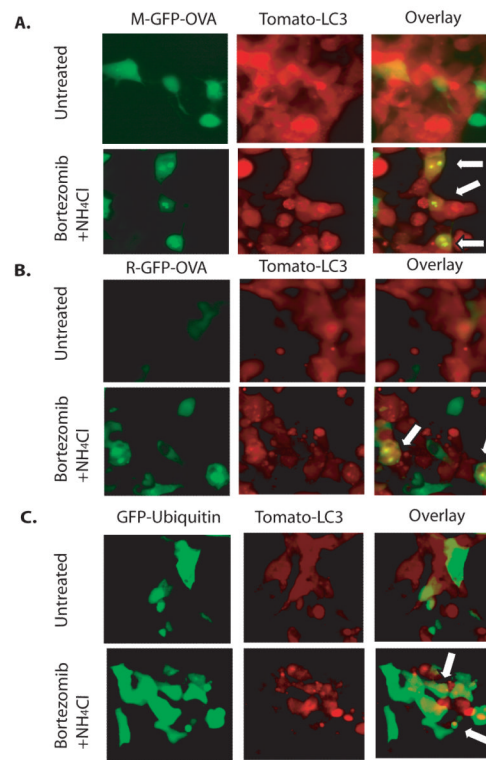 A.
M-GFP-OVA Tomato-LC3 Overlay
Untreated
Bortezomib
+NH4Cl
B.
R-GFP-OVA Tomato-LC3 Overlay
Untreated
Bortezomib
+NH4Cl
C.
GFP-Ubiquitin Tomato-LC3 Overlay
Untreated
Bortezomib
+NH4Cl